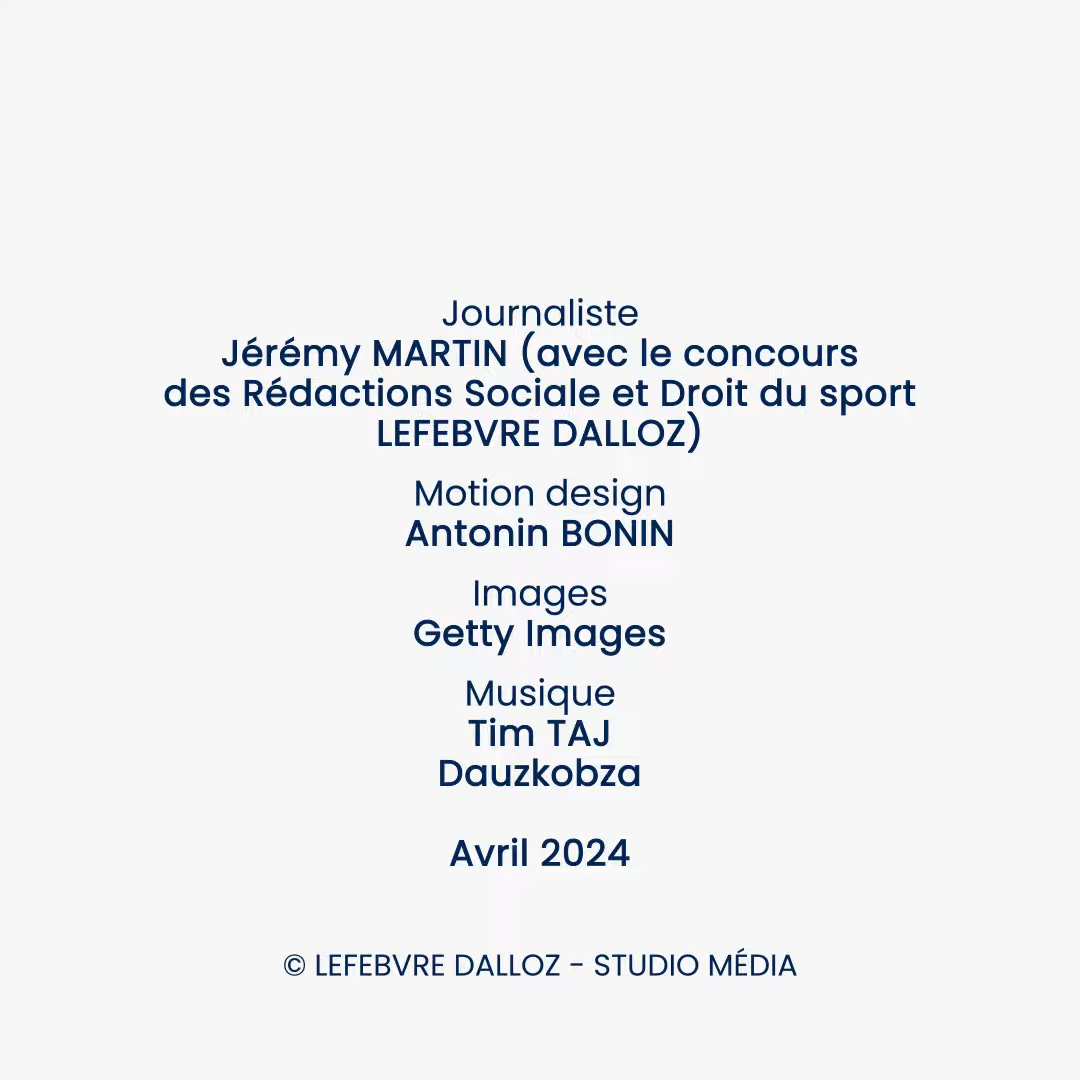 Journaliste
Jérémy MARTIN (avec le concours
des Rédactions Sociale et Droit du sport
LEFEBVRE DALLOZ)
Motion design
Antonin BONIN
Images
Getty Images
Musique
Tim TAJ
Dauzkobza
Avril 2024
© LEFEBVRE DALLOZ - STUDIO MÉDIA